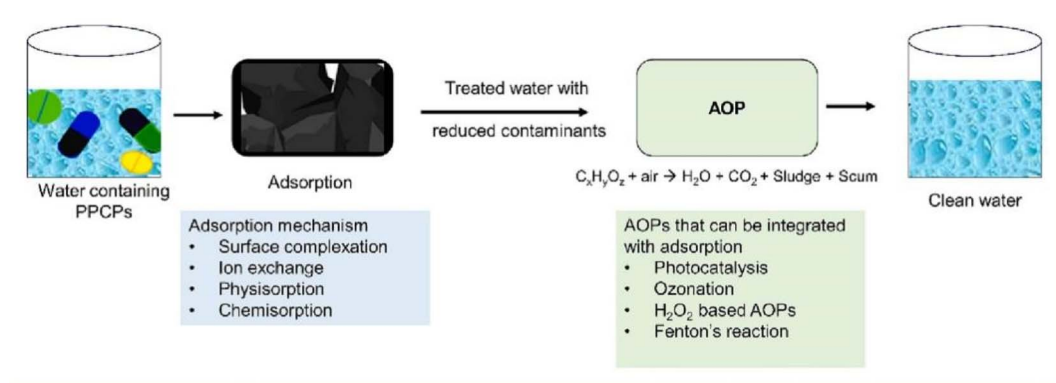 Water containing
PPCPs
Adsorption
Treated water with
reduced contaminants
AOP
CₓHᵧO_z + air → H₂O + CO₂ + Sludge + Scum
Clean water
Adsorption mechanism
• Surface complexation
• Ion exchange
• Physisorption
• Chemisorption
AOPs that can be integrated
with adsorption
• Photocatalysis
• Ozonation
• H₂O₂ based AOPs
• Fenton's reaction